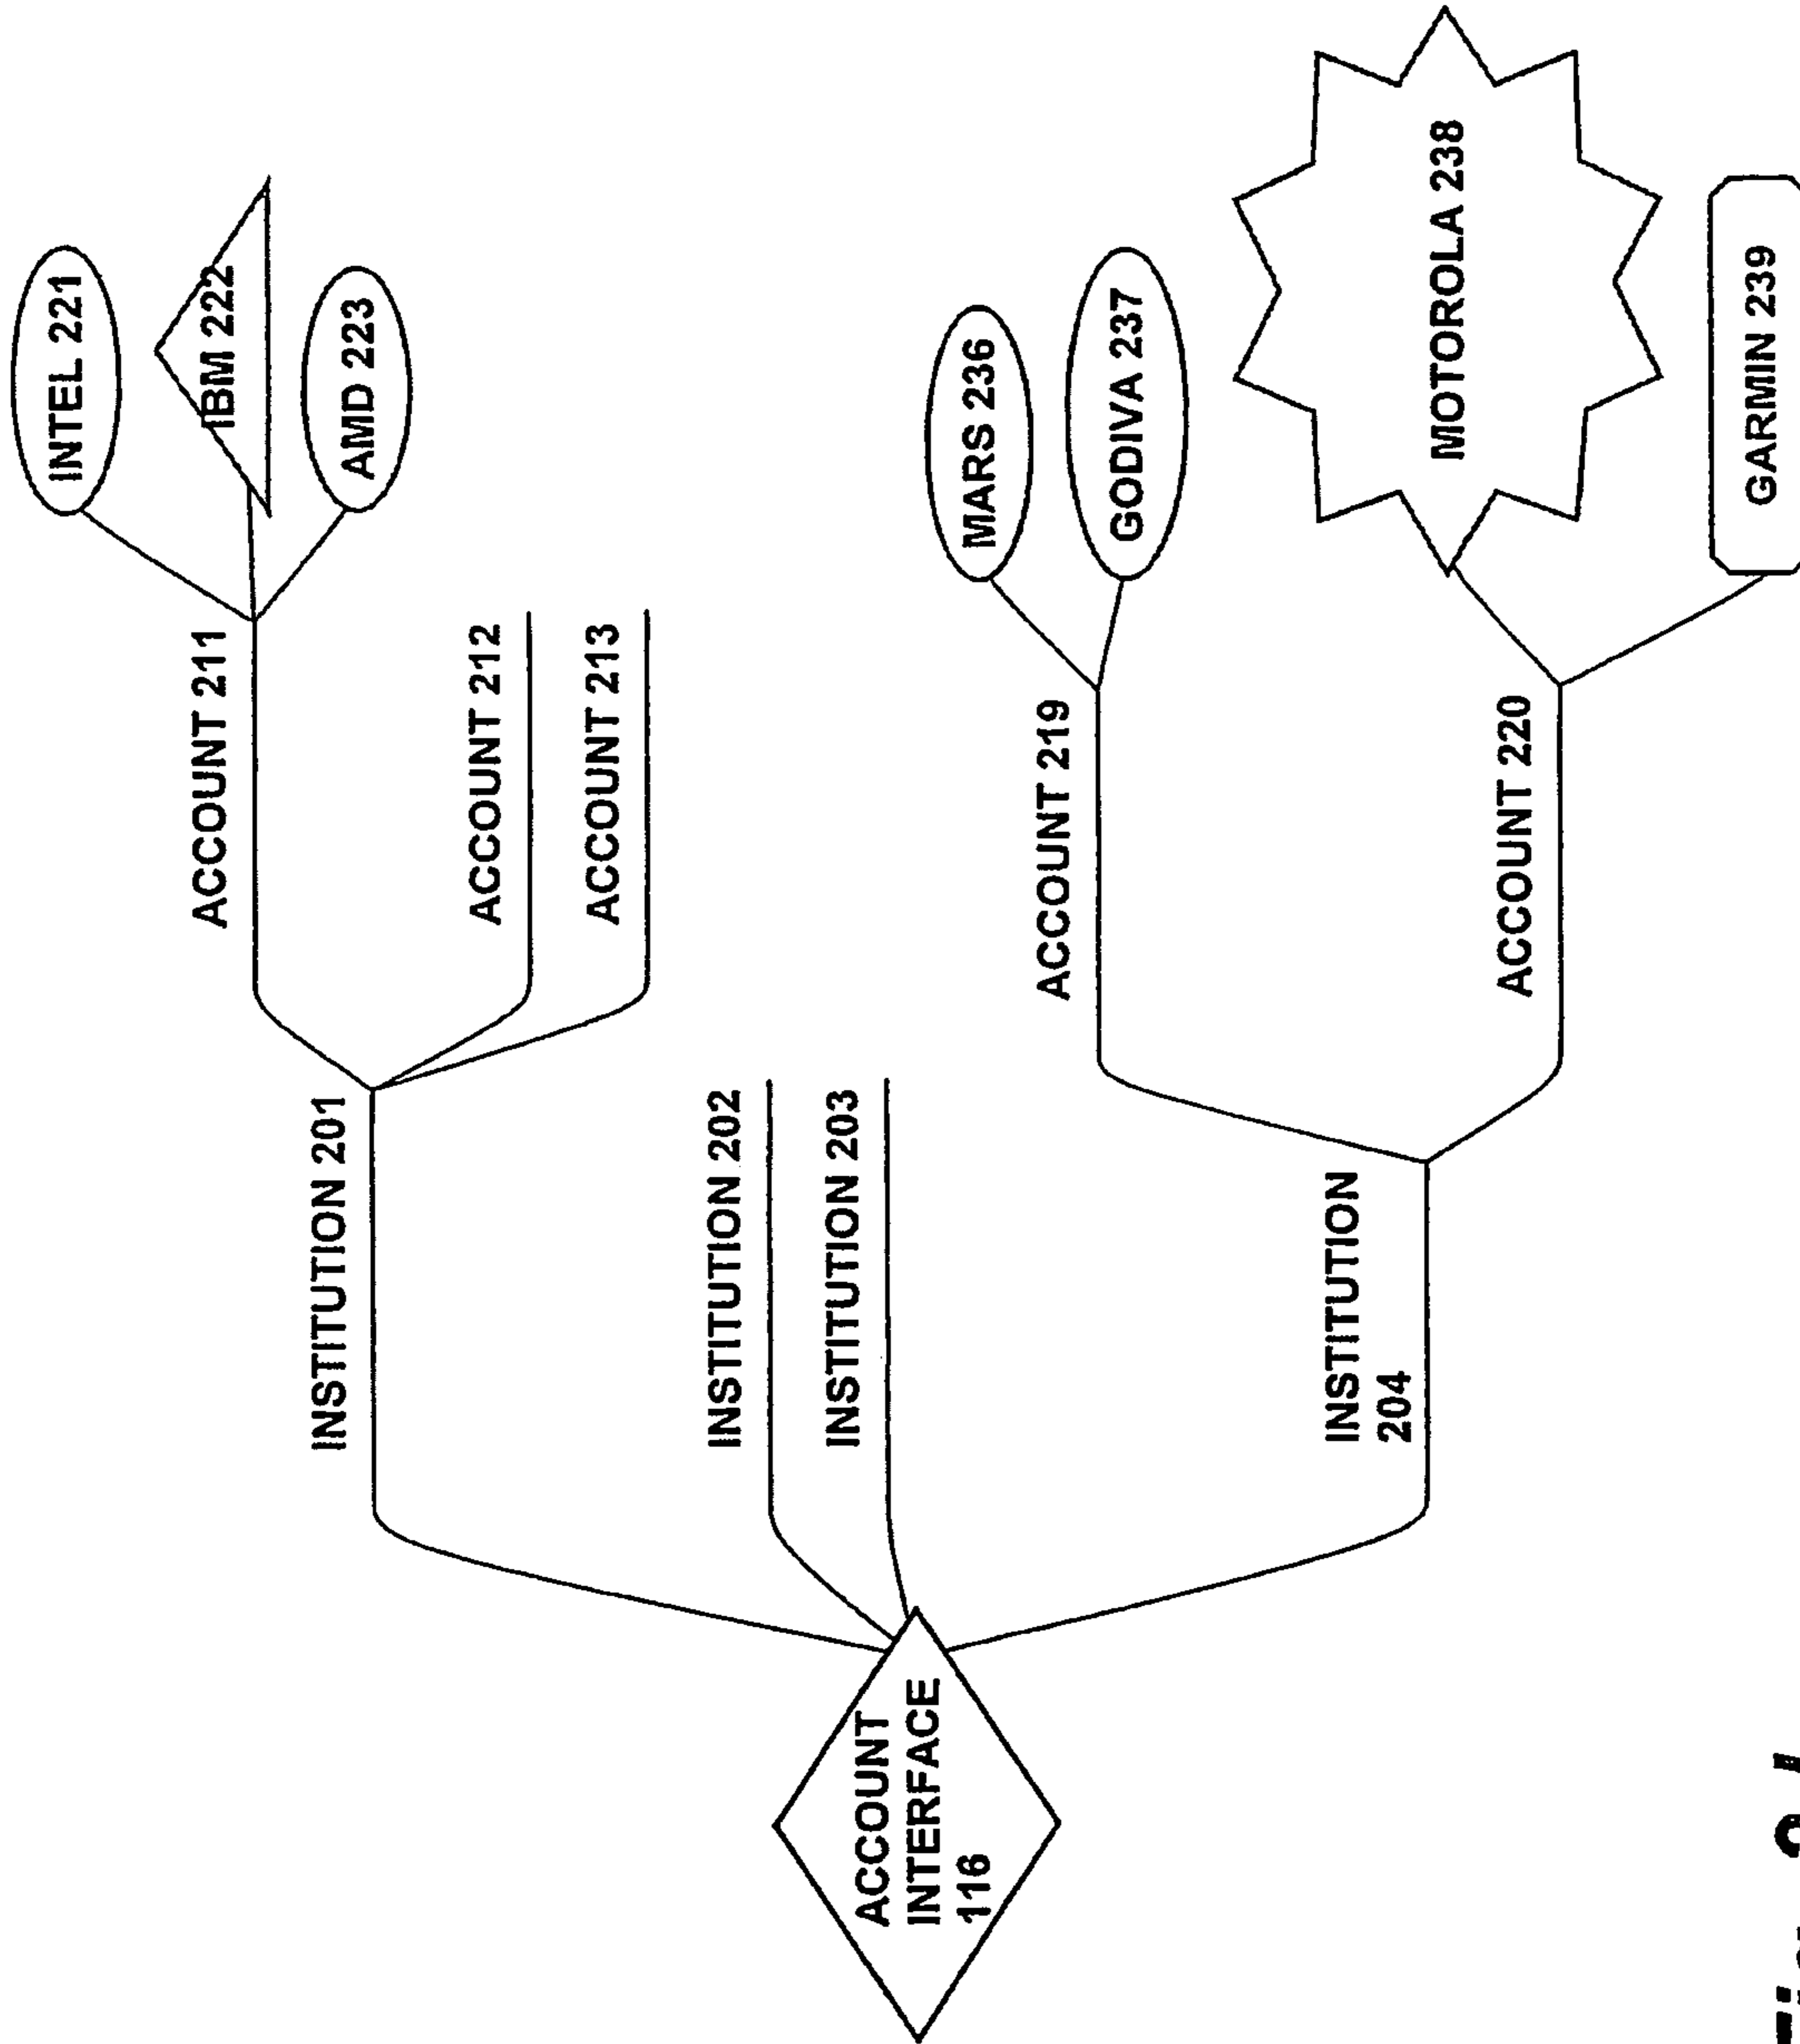 INTEL 221
IBM 222
AMD 223
ACCOUNT 211
ACCOUNT 212
ACCOUNT 213
INSTITUTION 201
INSTITUTION 202
INSTITUTION 203
ACCOUNT
INTERFACE
116
MARS 236
GODIVA 237
ACCOUNT 219
MOTOROLA 238
GARMIN 239
ACCOUNT 220
INSTITUTION
204